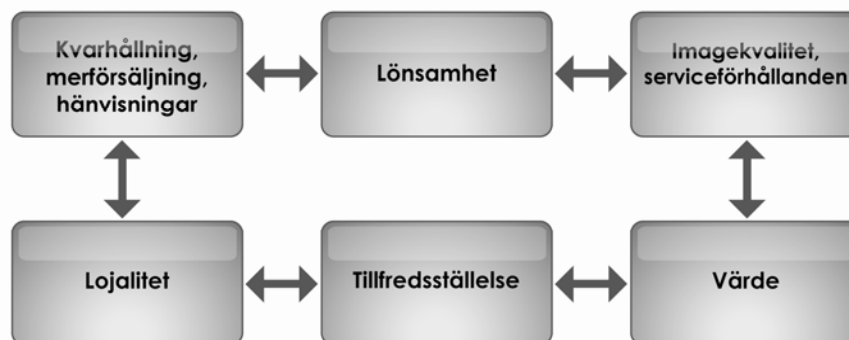 Kvarhållning,
merförsäljning,
hänvisningar
Lönsamhet
Imagekvalitet,
serviceförhållanden
Lojalitet
Tillfredsställelse
Värde